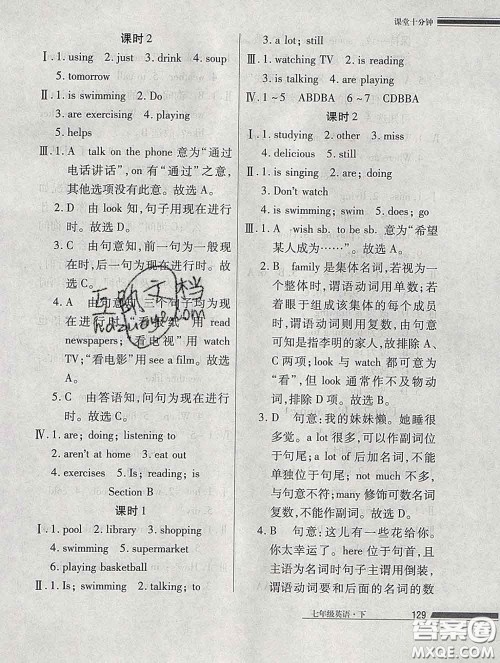 课堂十分钟
课时 2
Ⅰ. 1. using 2. just 3. drink 4. soup
5. tomorrow
Ⅱ. 1. is swimming 2. Do
3. are exercising 4. playing
5. helps
Ⅲ. 1. A talk on the phone 意为“通过
电话讲话”,on 有“通过”之意,
其他选项没有此意。故选 A。
2. D 由 look 知,句子用现在进行
时。故选 D。
3. C 由句意知,前一句为一般现在
时,后一句为现在进行时。故
选 C。
4. A 由句意知,三个句子均为现
在进行时。“看报纸”用 read
newspapers;“看电视”用 watch
TV;“看电影”用 see a film。故选
A。
5. C 由答语知,问句为现在进行
时。故选 C。
Ⅳ. 1. are; doing; listening to
2. aren't at home 3. eat out
4. exercises 5. Is; reading; is
Section B
课时 1
Ⅰ. 1. pool 2. library 3. shopping
4. swimming 5. supermarket
6. playing basketball
Ⅱ. 1. Is; swimming 2. talking; to
3. a lot; still
Ⅲ. 1. watching TV 2. is reading
3. is talking 4. are playing
Ⅳ. 1～5 ABDBA 6～7 CDBBA
课时 2
Ⅰ. 1. studying 2. other 3. miss
4. delicious 5. still
Ⅱ. 1. is singing 2. are; doing
3. Don't watch
4. is swimming; swim 5. does; go
Ⅲ. 1. A wish sb. to be sb. 意为“希望
某人成为……”。故选 A。
2. B family 是集体名词,若视为一
个整体时,谓语动词用单数;若
着眼于组成该集体的每个成员
时,谓语则用复数,由句意可知
是指李明的家人,故排除 A、
C 两项;look 与 watch 都可意为
“看”,但 look 通常作不及物动
词,排除 D 项。故选 B。
3. D 句意:我的妹妹懒。她睡很
多觉。a lot 很多,可以作副词位
于句尾;a lot of 后加名词,不能
单独位于句尾;not much 不多,
与句意不符;many 修饰可数名词
复数。故选 D。
4. B 句意:这儿有一些花给你。
你太幸运了。here 位于句首,且
主语为名词时句子主谓用倒装,
谓语动词要和后面的名词的数
七年级英语·下
129
互助文档
hdzuoye.com
答案圈
MXQE.COM